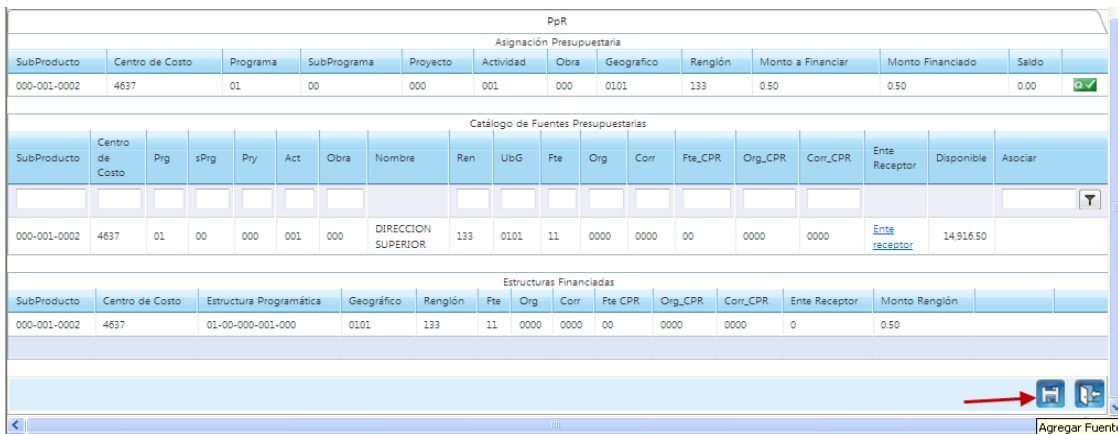 PpR
Asignación Presupuestaria
SubProducto Centro de Costo Programa SubPrograma Proyecto Actividad Obra Geografico Renglón Monto a Financiar Monto Financiado Saldo
000-001-0002 4637 01 00 000 001 000 0101 133 0.50 0.50 0.00
Catálogo de Fuentes Presupuestarias
SubProducto Centro de Costo Prg sPrg Pry Act Obra Nombre Ren UbG Fte Org Corr Fte_CPR Org_CPR Corr_CPR Ente Receptor Disponible Asociar
000-001-0002 4637 01 00 000 001 000 DIRECCION SUPERIOR 133 0101 11 0000 0000 00 0000 0000 Ente receptor 14,916.50
Estructuras Financiadas
SubProducto Centro de Costo Estructura Programática Geográfico Renglón Fte Org Corr Fte CPR Org_CPR Corr_CPR Ente Receptor Monto Renglón
000-001-0002 4637 01-00-000-001-000 0101 133 11 0000 0000 00 0000 0000 0 0.50
Agregar Fuent